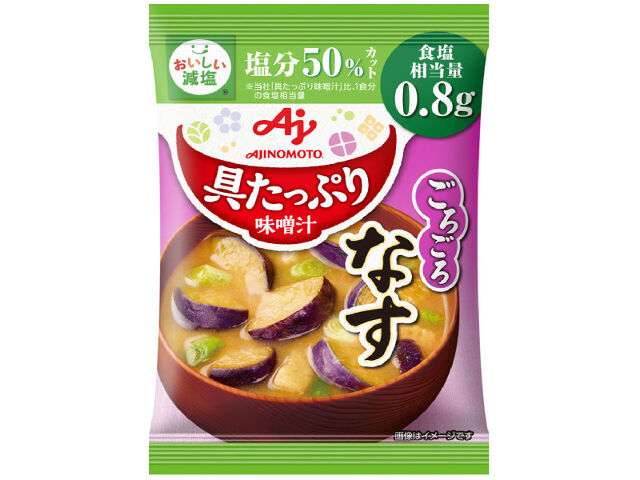 おいしい
減塩
®
塩分50%カット
※当社「具たっぷり味噌汁」比、1食分
の食塩相当量
食塩
相当量
0.8g
Aj
AJINOMOTO®
具たっぷり
味噌汁
ごろごろ
なす
画像はイメージです